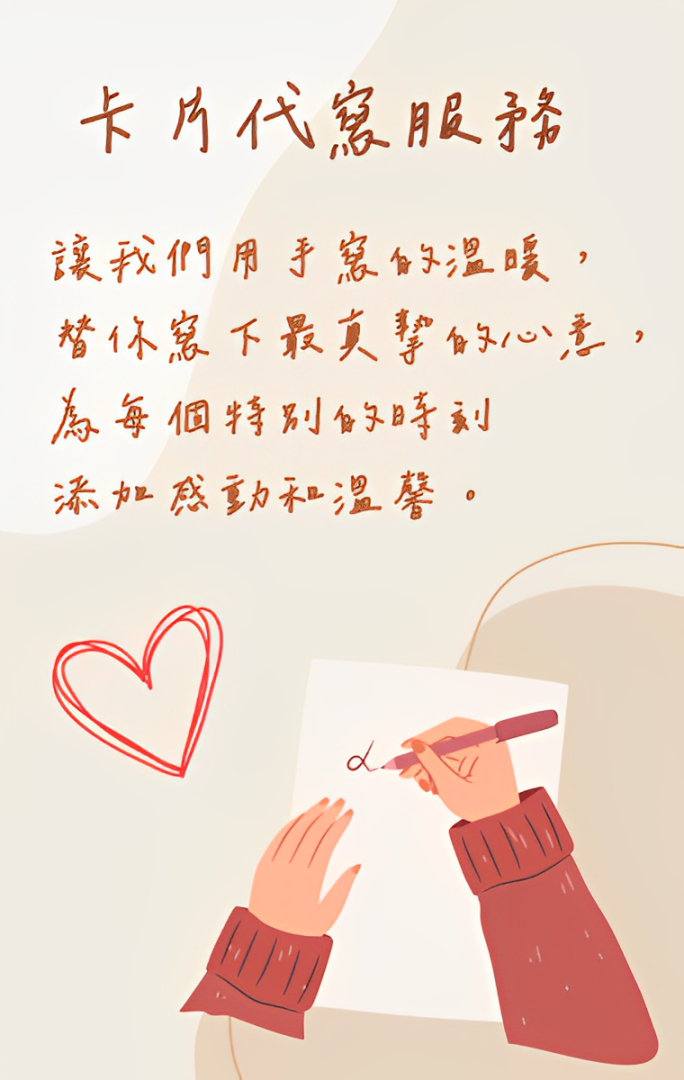 卡片代寫服務
讓我們用手寫的溫暖，
替你寫下最真摯的心意，
為每個特別的時刻
添加感動和溫馨。